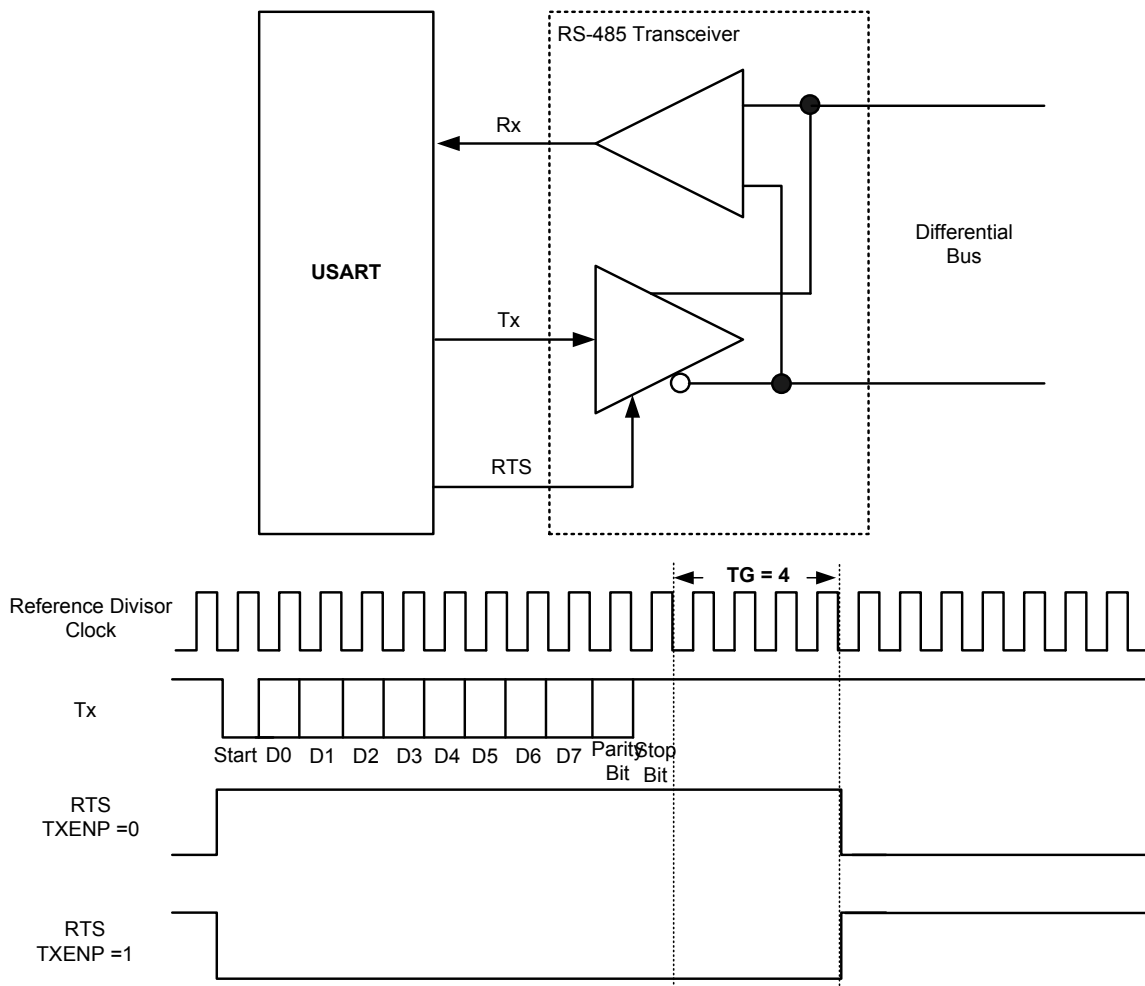 RS-485 Transceiver
Rx
Differential
Bus
USART
Tx
RTS
TG = 4
Reference Divisor
Clock
Tx
Start D0 D1 D2 D3 D4 D5 D6 D7 Parity Bit Stop Bit
RTS
TXENP =0
RTS
TXENP =1